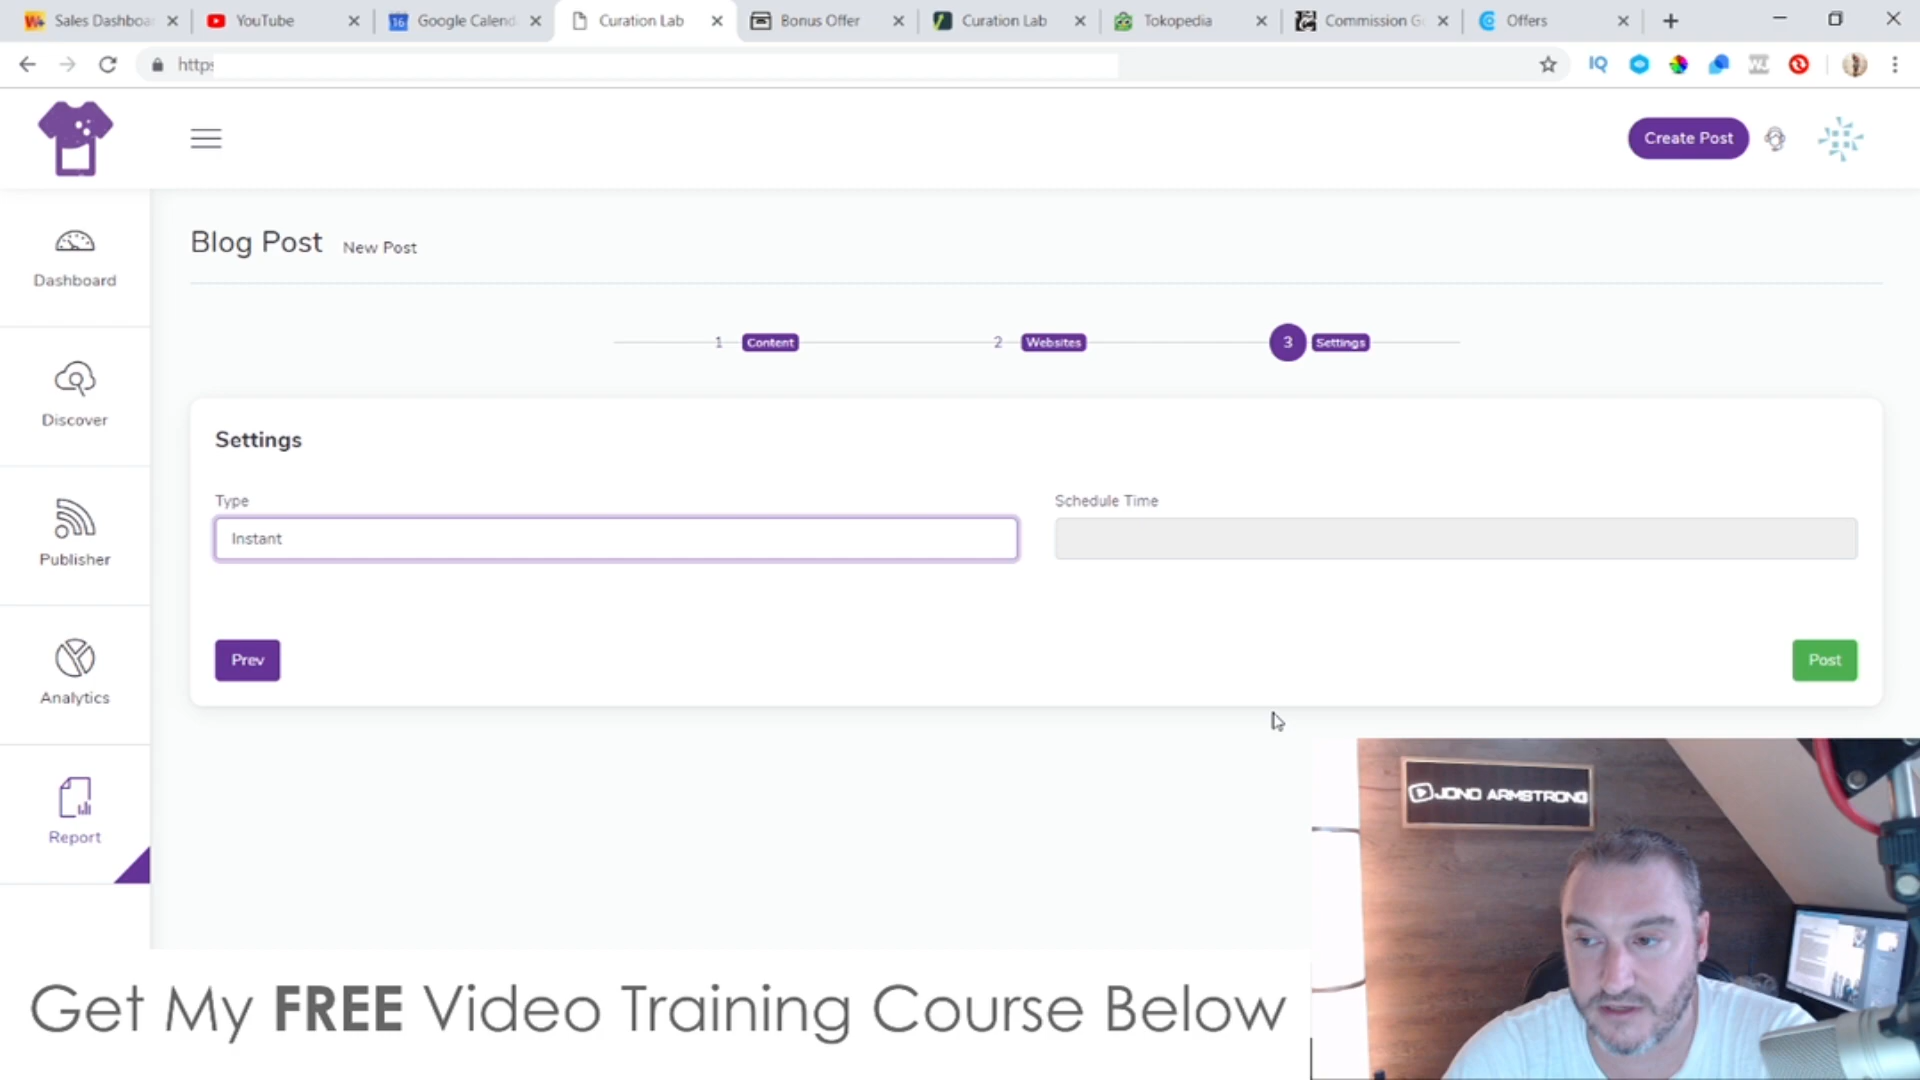 Sales Dashboa
YouTube
Google Calend
Curation Lab
Bonus Offer
Curation Lab
Tokopedia
Commission G
Offers
https
IQ
Create Post
Blog Post New Post
Dashboard
1 Content 2 Websites 3 Settings
Discover
Settings
Type Schedule Time
Instant
Publisher
Prev Post
Analytics
JONO ARMSTRONG
Report
Get My FREE Video Training Course Below